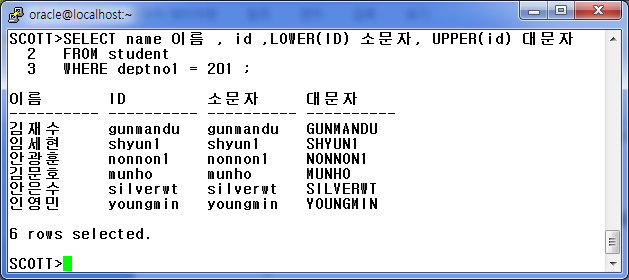 oracle@localhost:~
SCOTT>SELECT name 이름 , id ,LOWER(ID) 소문자, UPPER(id) 대문자
2 FROM student
3 WHERE deptno1 = 201 ;
이름 ID 소문자 대문자
---------- ---------- ---------- ----------
김재수 gunmandu gunmandu GUNMANDU
임세현 shyun1 shyun1 SHYUN1
안광훈 nonnon1 nonnon1 NONNON1
김문호 munho munho MUNHO
안은수 silverwt silverwt SILVERWT
인영민 youngmin youngmin YOUNGMIN
6 rows selected.
SCOTT>